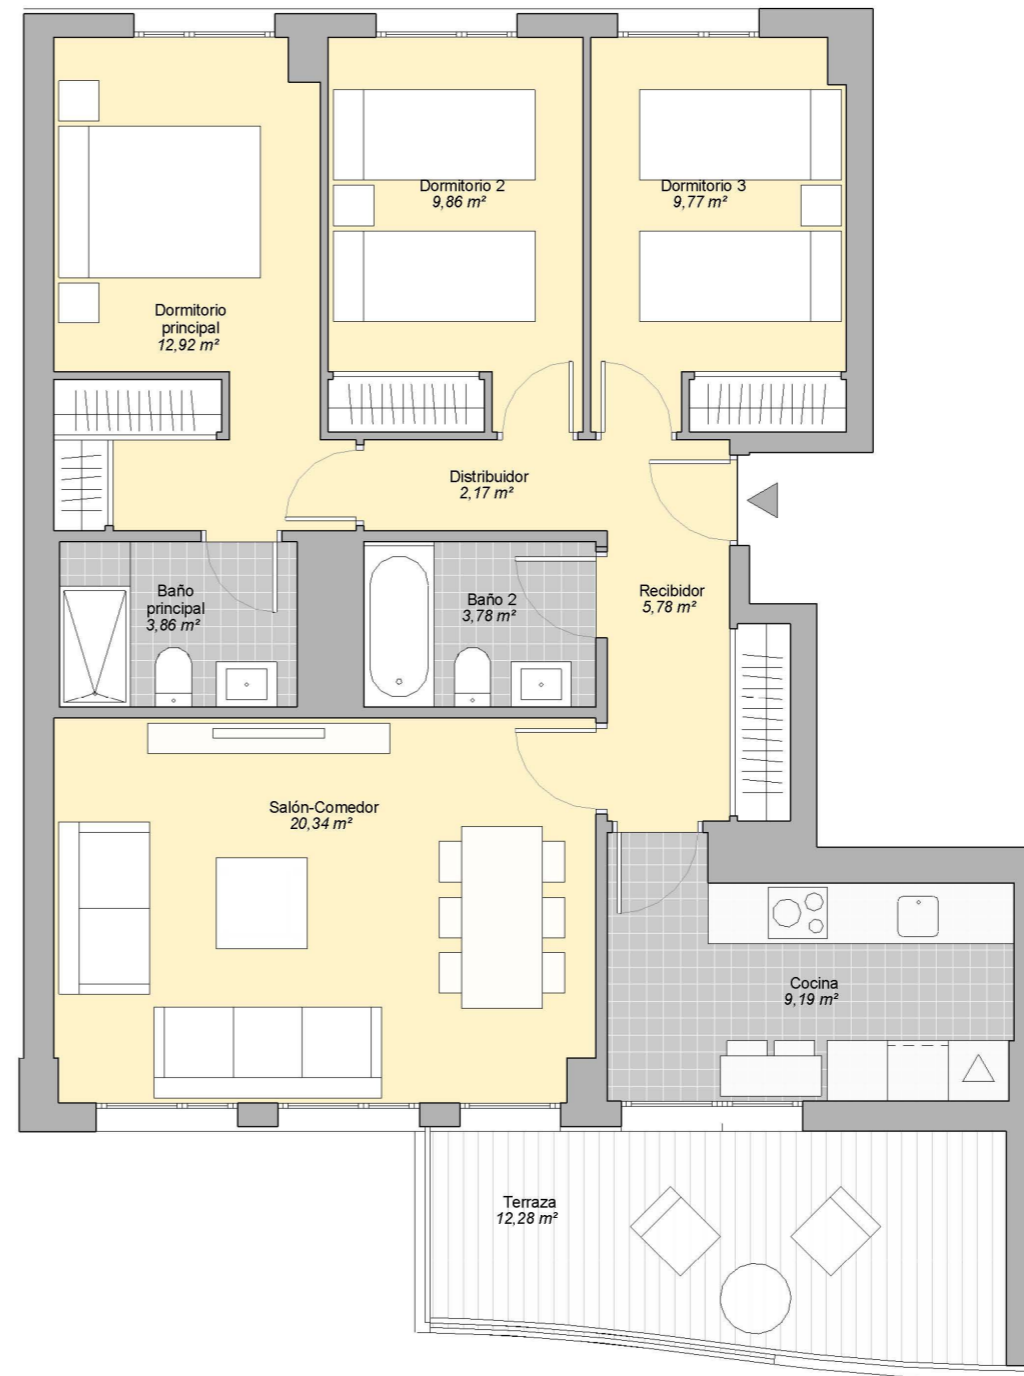 Dormitorio 2
9,86 m²
Dormitorio 3
9,77 m²
Dormitorio
principal
12,92 m²
Distribuidor
2,17 m²
Baño
principal
3,86 m²
Baño 2
3,78 m²
Recibidor
5,78 m²
Salón-Comedor
20,34 m²
Cocina
9,19 m²
Terraza
12,28 m²